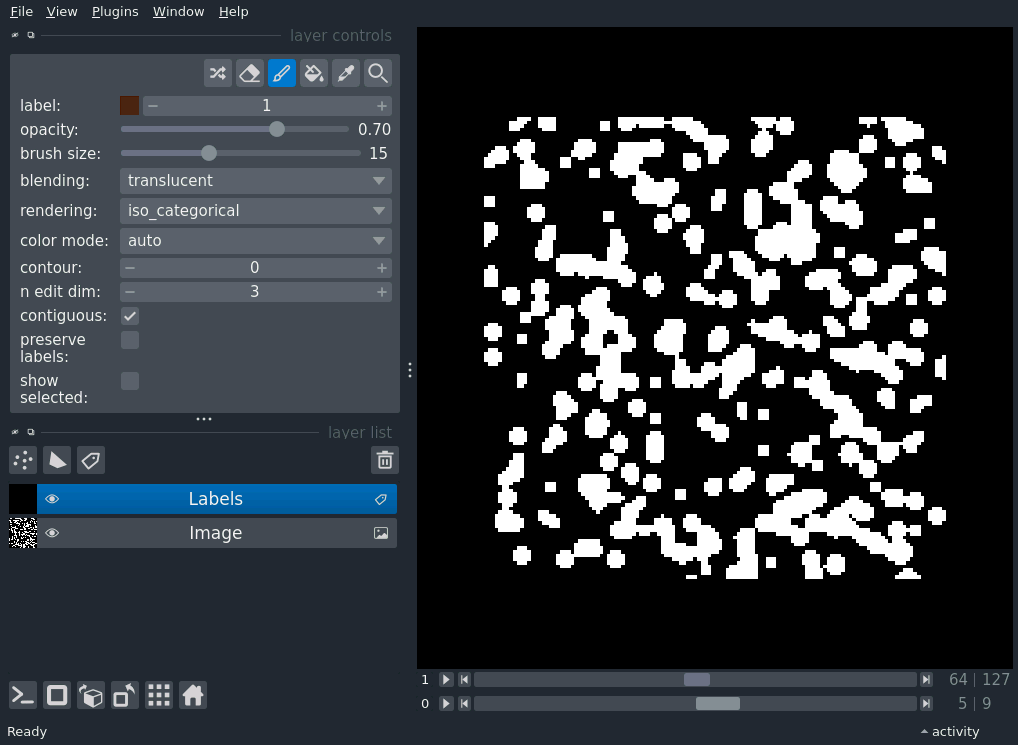 File View Plugins Window Help
layer controls
label: 1
opacity: 0.70
brush size: 15
blending: translucent
rendering: iso_categorical
color mode: auto
contour: 0
n edit dim: 3
contiguous:
preserve
labels:
show
selected:
layer list
Labels
Image
1 64 | 127
0 5 | 9
Ready activity